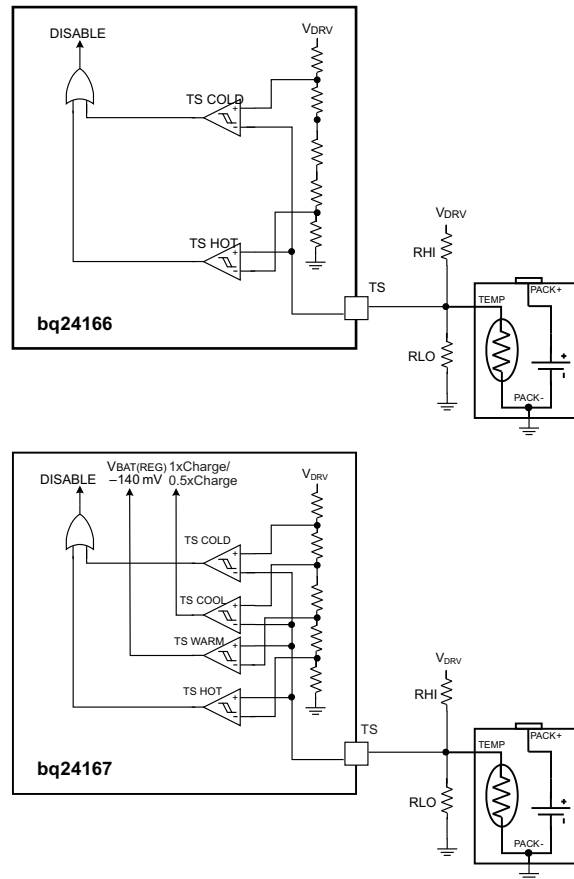 DISABLE
VDRV
TS COLD
+
-
TS HOT
+
-
TS
bq24166
VDRV
RHI
RLO
TEMP
PACK+
+
-
PACK-
DISABLE
VBAT(REG)
–140 mV
1xCharge/
0.5xCharge
VDRV
TS COLD
+
-
TS COOL
+
-
TS WARM
+
-
TS HOT
+
-
TS
bq24167
VDRV
RHI
RLO
TEMP
PACK+
+
-
PACK-